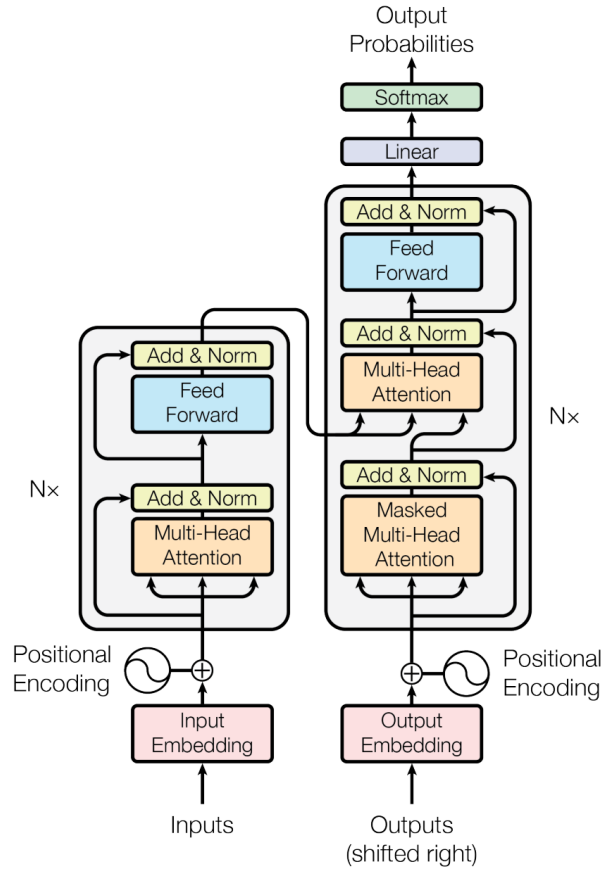 Output
Probabilities
Softmax
Linear
Add & Norm
Feed
Forward
Add & Norm
Multi-Head
Attention
Add & Norm
Masked
Multi-Head
Attention
N×
Positional
Encoding
Output
Embedding
Outputs
(shifted right)
Add & Norm
Feed
Forward
Add & Norm
Multi-Head
Attention
N×
Positional
Encoding
Input
Embedding
Inputs